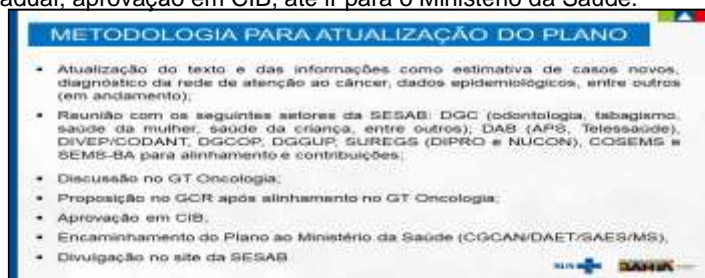 adual, aprovação em CIB, até ir para o Ministério da Saúde.
METODOLOGIA PARA ATUALIZAÇÃO DO PLANO
• Atualização do texto e das informações como estimativa de casos novos,
diagnóstico da rede de atenção ao câncer, dados epidemiológicos, entre outros
(em andamento);
• Reunião com os seguintes setores da SESAB: DGC (odontologia, tabagismo,
saúde da mulher, saúde da criança, entre outros); DAB (APS, Telessaúde),
DIVEP/CODANT, DGCOP, DGGUP, SUREGS (DIPRO e NUCON), COSEMS e
SEMS-BA para alinhamento e contribuições;
• Discussão no GT Oncologia;
• Proposição no GCR após alinhamento no GT Oncologia;
• Aprovação em CIB;
• Encaminhamento do Plano ao Ministério da Saúde (CGCAN/DAET/SAES/MS);
• Divulgação no site da SESAB
SUS BAHIA